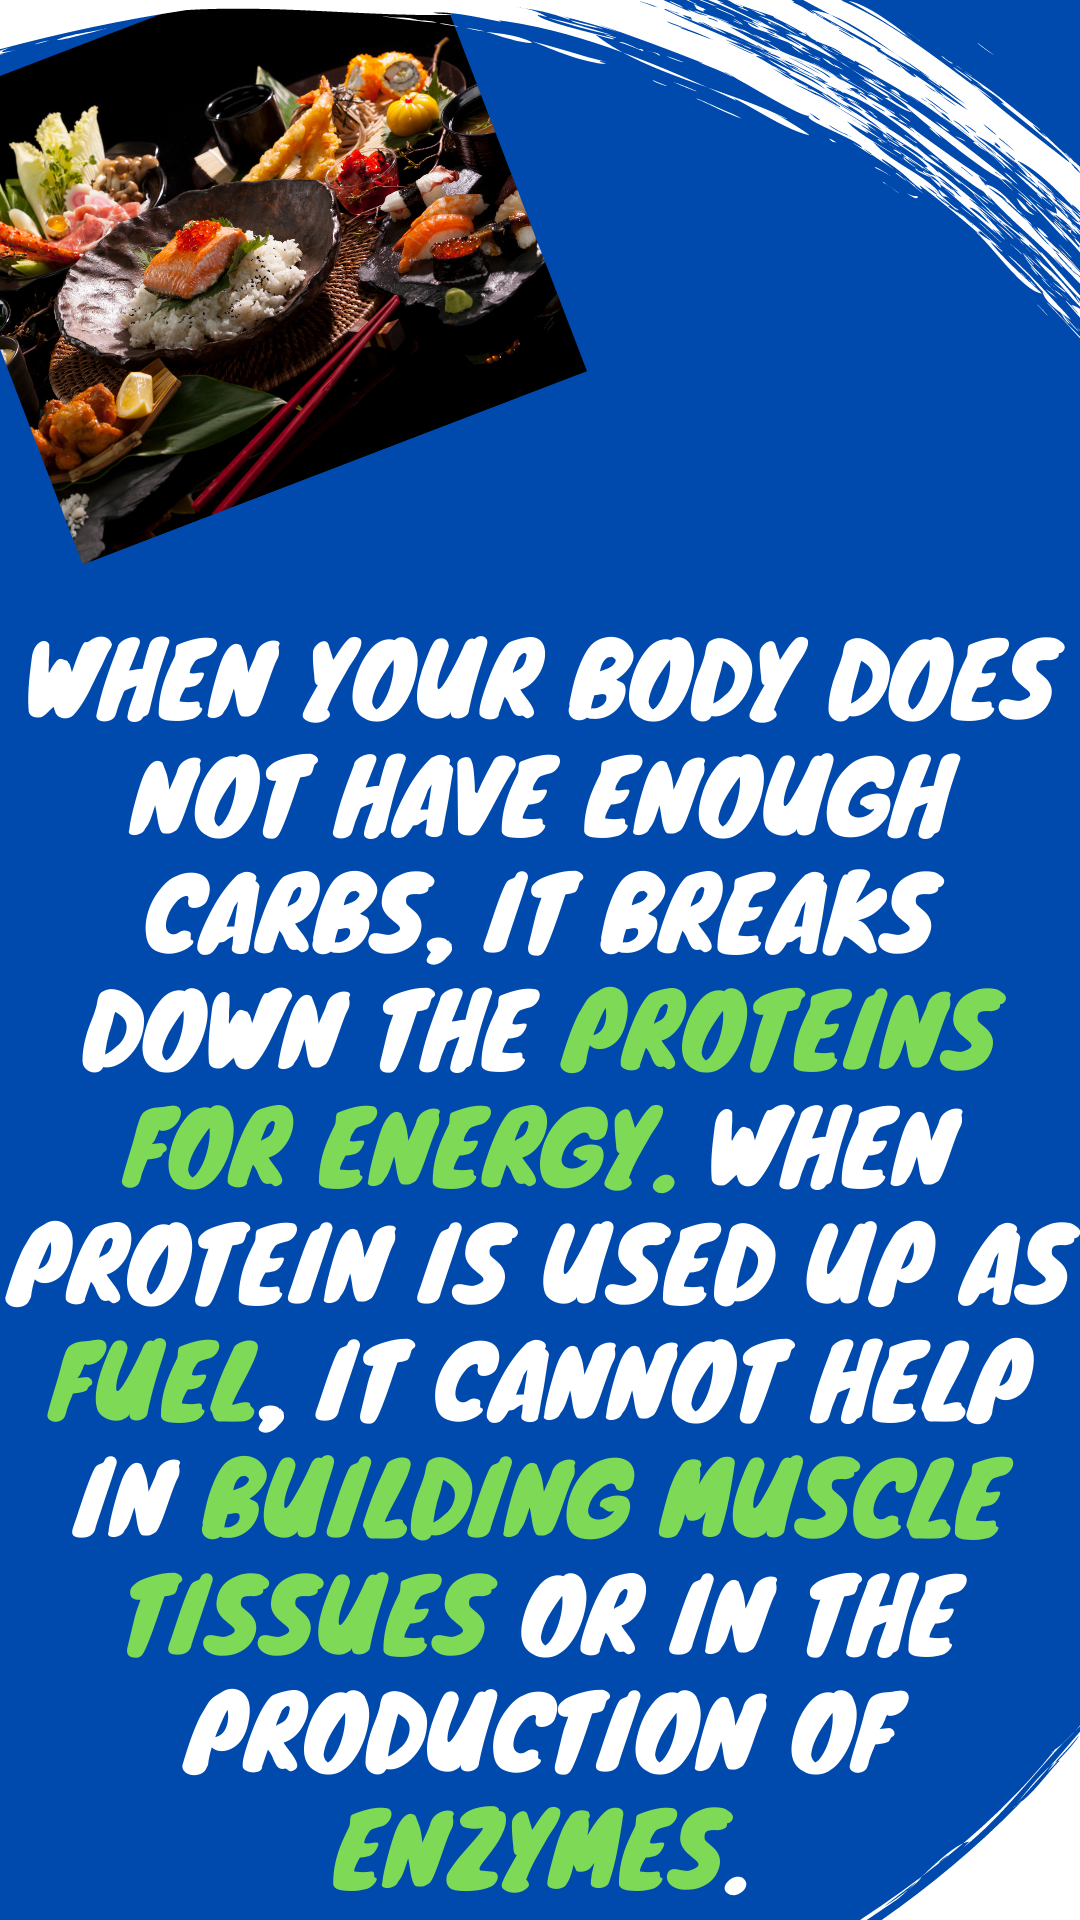 WHEN YOUR BODY DOES
NOT HAVE ENOUGH
CARBS, IT BREAKS
DOWN THE PROTEINS
FOR ENERGY. WHEN
PROTEIN IS USED UP AS
FUEL, IT CANNOT HELP
IN BUILDING MUSCLE
TISSUES OR IN THE
PRODUCTION OF
ENZYMES.